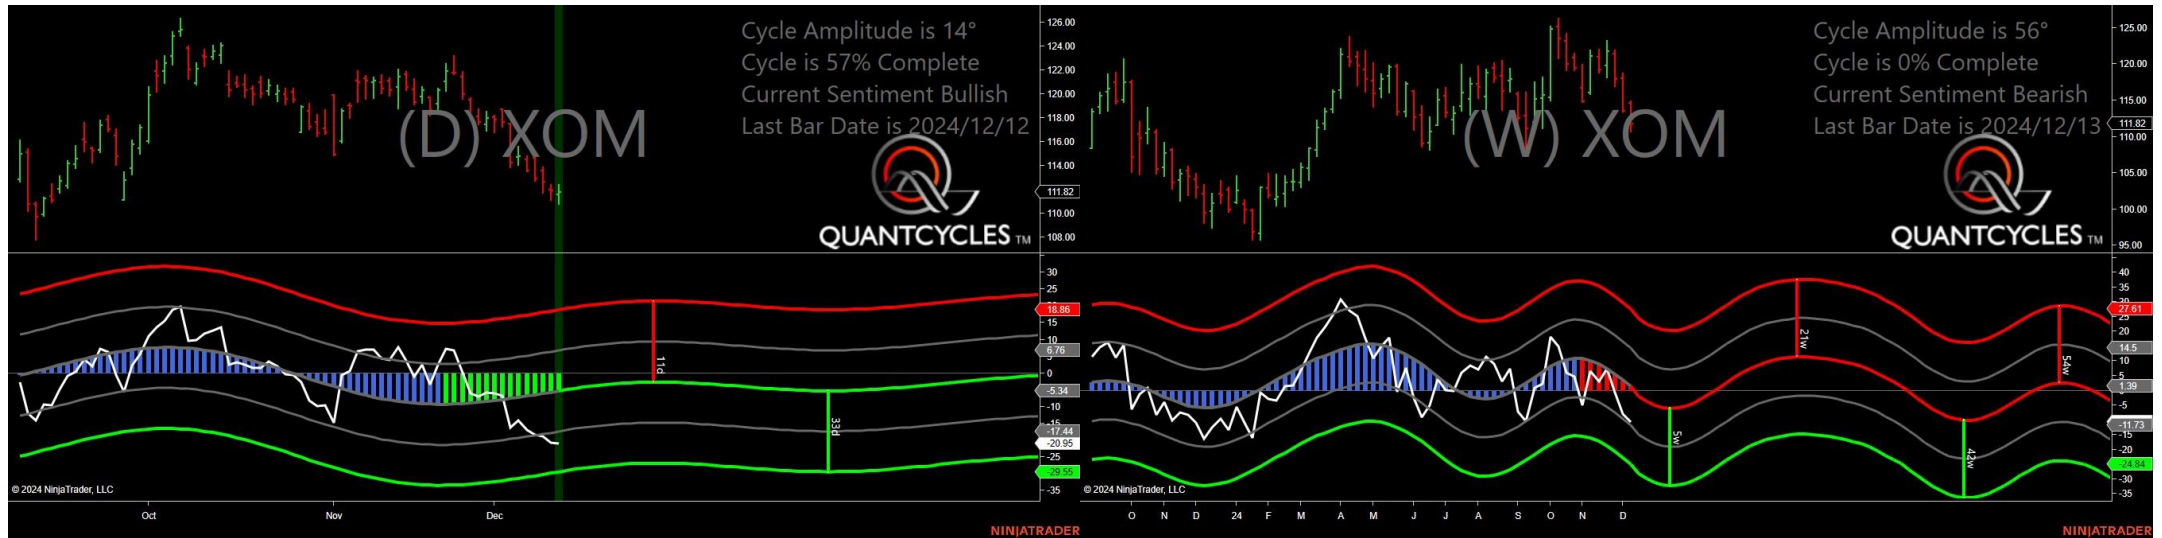 Cycle Amplitude is 14°
Cycle is 57% Complete
Current Sentiment Bullish
Last Bar Date is 2024/12/12
(D) XOM
QUANTCYCLES TM
126.00
124.00
122.00
120.00
118.00
116.00
114.00
111.82
110.00
108.00
30
25
18.86
15
6.76
0
-5.34
-10
-17.44
-20.95
-25
-29.55
-35
11d
33d
© 2024 NinjaTrader, LLC
Oct Nov Dec
NINJATRADER
Cycle Amplitude is 56°
Cycle is 0% Complete
Current Sentiment Bearish
Last Bar Date is 2024/12/13
(W) XOM
QUANTCYCLES TM
125.00
120.00
115.00
111.82
110.00
105.00
100.00
95.00
40
35
27.61
25
20
14.5
10
5
1.39
-5
-11.73
-15
-20
-24.84
-30
-35
5w
21w
42w
54w
© 2024 NinjaTrader, LLC
O N D 24 F M A M J J A S O N D
NINJATRADER